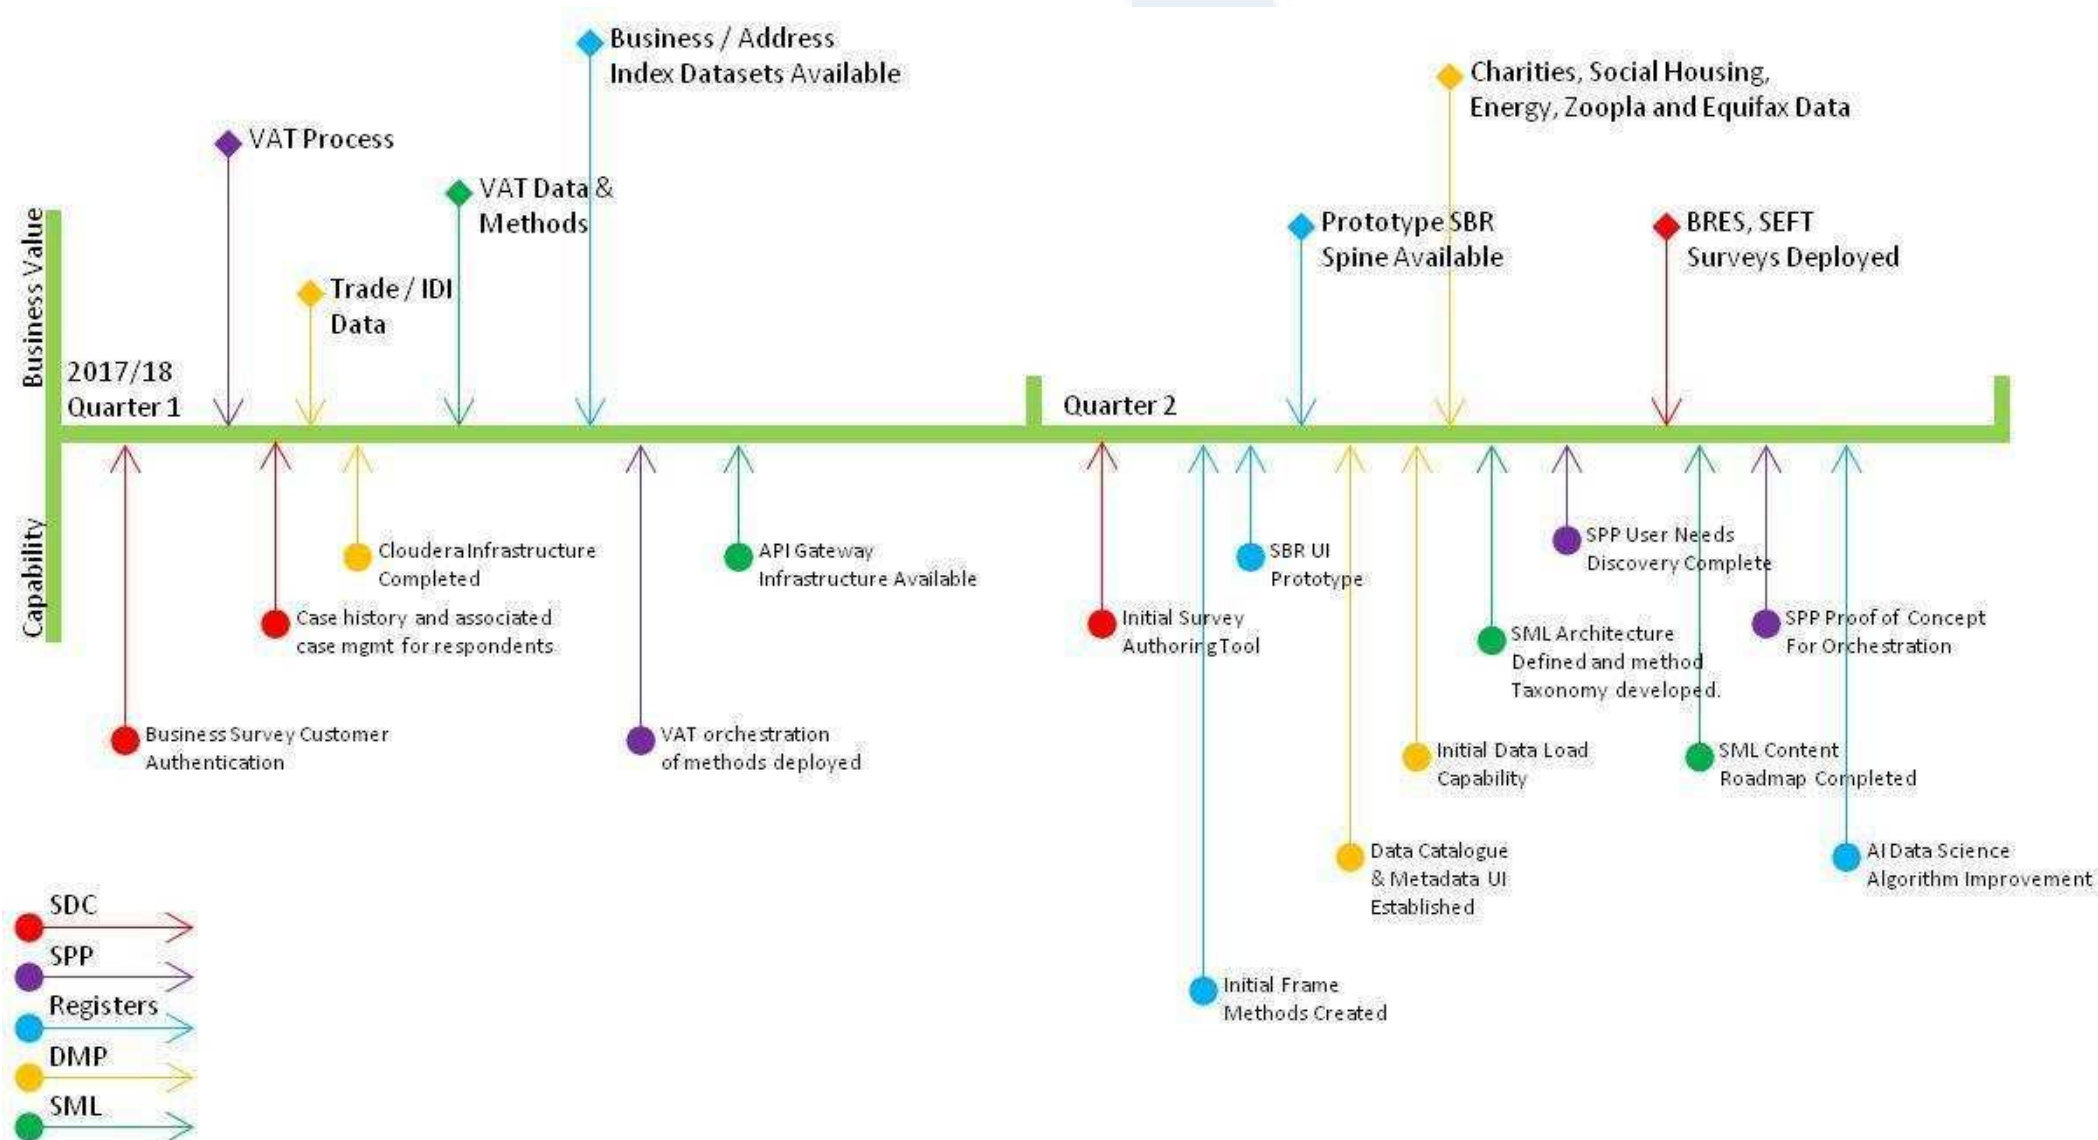 Business / Address
Index Datasets Available
Charities, Social Housing,
Energy, Zoopla and Equifax Data
VAT Process
VAT Data &
Methods
Prototype SBR
Spine Available
BRES, SEFT
Surveys Deployed
Trade / IDI
Data
Business Value
2017/18
Quarter 1
Quarter 2
Capability
Cloudera Infrastructure
Completed
API Gateway
Infrastructure Available
SBR UI
Prototype
SPP User Needs
Discovery Complete
Case history and associated
case mgmt for respondents
Initial Survey
Authoring Tool
SML Architecture
Defined and method
Taxonomy developed.
SPP Proof of Concept
For Orchestration
Business Survey Customer
Authentication
VAT orchestration
of methods deployed
Initial Data Load
Capability
SML Content
Roadmap Completed
Data Catalogue
& Metadata UI
Established
AI Data Science
Algorithm Improvement
Initial Frame
Methods Created
SDC
SPP
Registers
DMP
SML